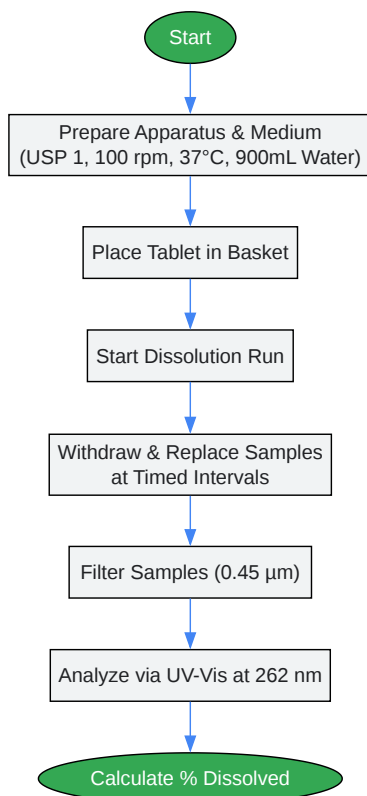 Start
Prepare Apparatus & Medium
(USP 1, 100 rpm, 37°C, 900mL Water)
Place Tablet in Basket
Start Dissolution Run
Withdraw & Replace Samples
at Timed Intervals
Filter Samples (0.45 µm)
Analyze via UV-Vis at 262 nm
Calculate % Dissolved